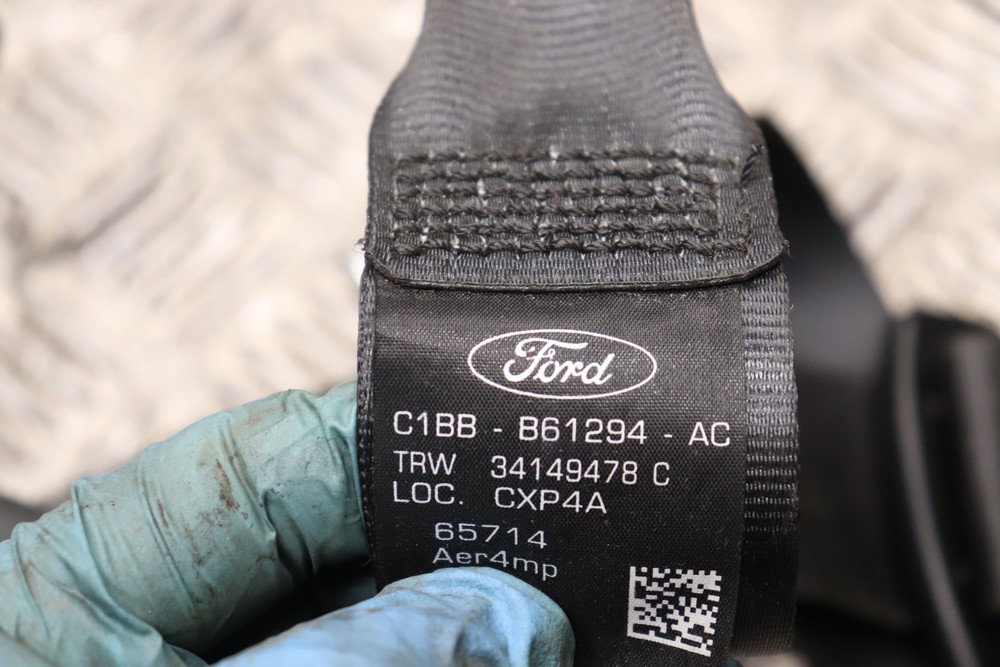 Ford
C1BB - B61294 - AC
TRW 34149478 C
LOC. CXP4A
65714
Aer4mp